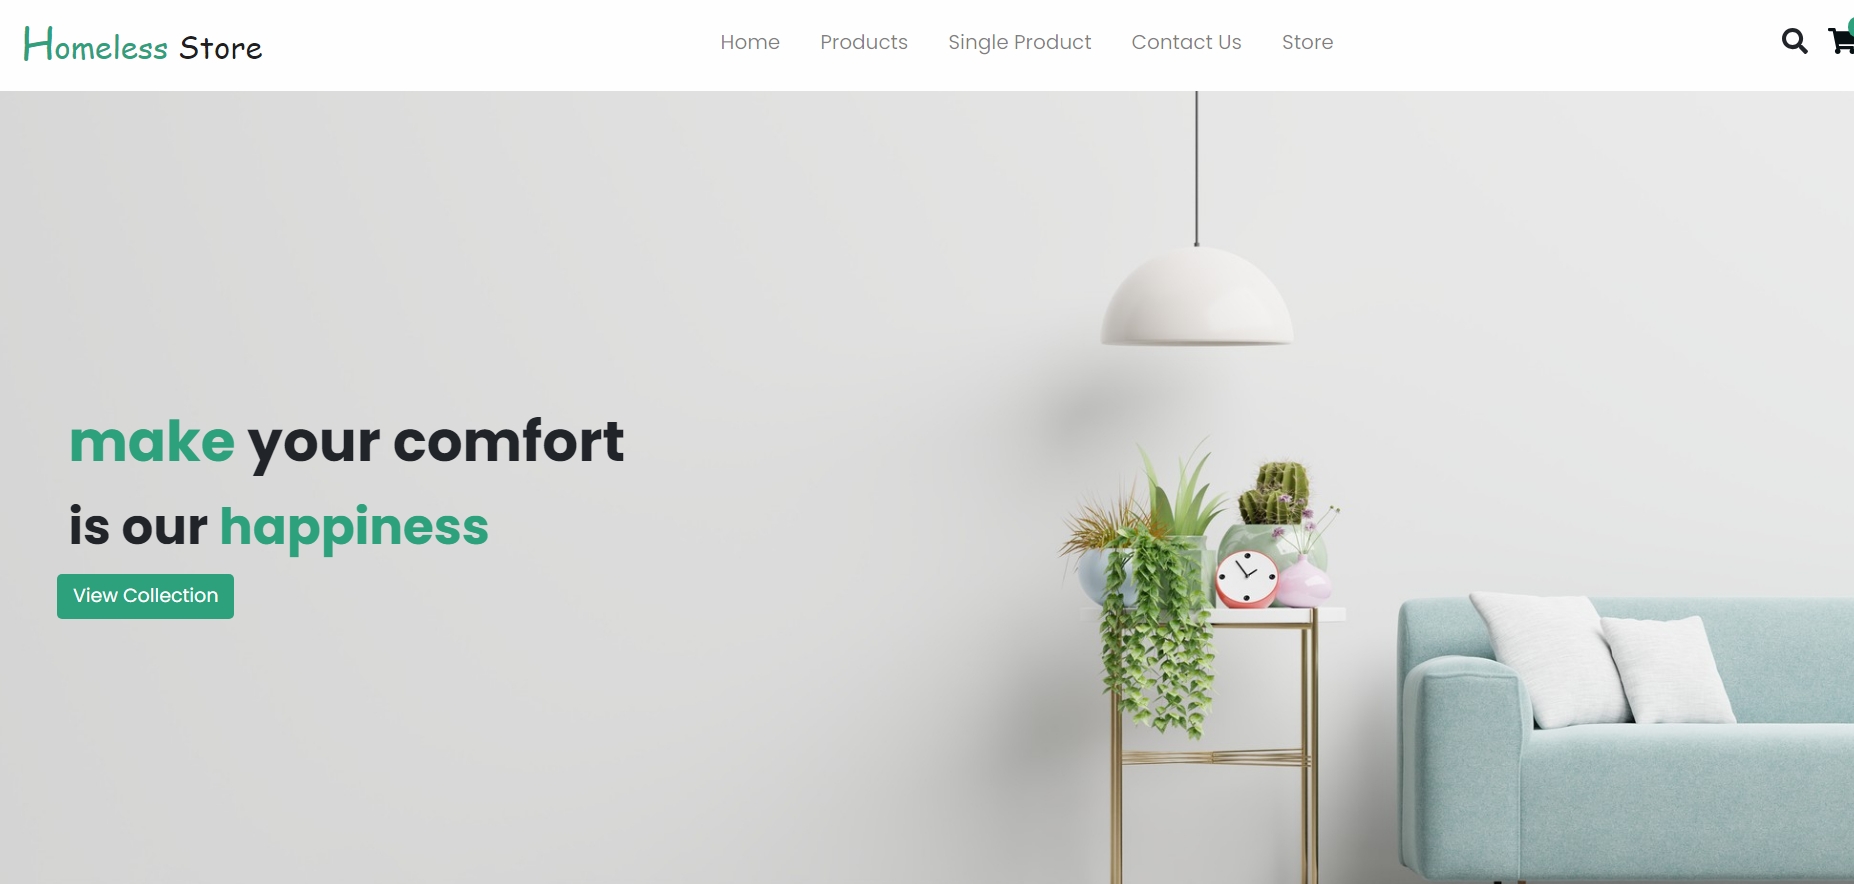 Homeless Store
Home Products Single Product Contact Us Store
make your comfort
is our happiness
View Collection